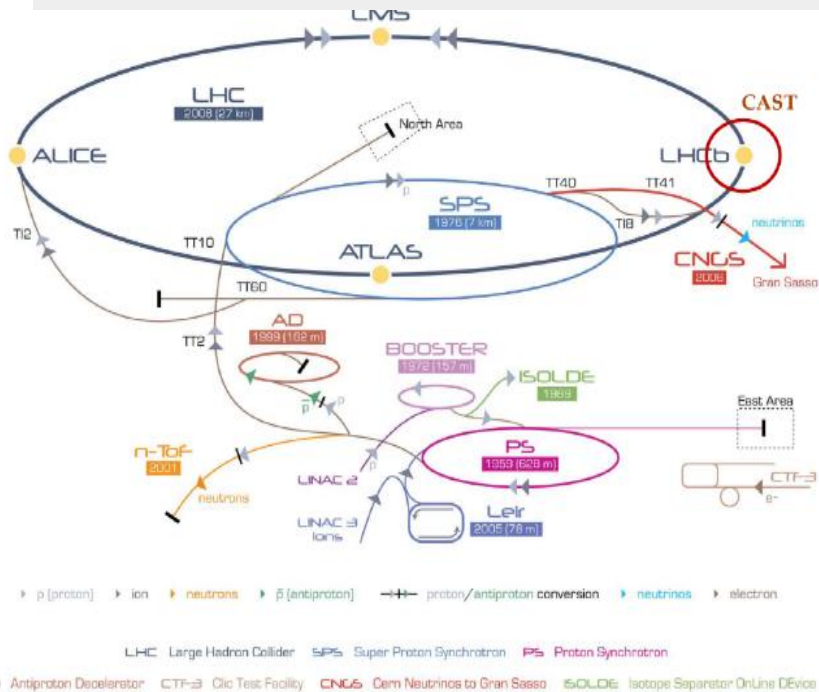 CMS
LHC
2008 (27 km)
North Area
CAST
ALICE
LHCb
TT40
TT41
SPS
1976 (7 km)
TI8
neutrinos
TI2
TT10
ATLAS
CNGS
2006
Gran Sasso
TT60
AD
1999 (182 m)
TT2
BOOSTER
1972 (157 m)
ISOLDE
1989
East Area
p
p̄
p
n-ToF
2001
PS
1959 (628 m)
LINAC 2
p
neutrons
CTF-3
e-
LINAC 3
Ions
Leir
2005 (78 m)
p (proton) ion neutrons p̄ (antiproton) proton/antiproton conversion neutrinos electron
LHC Large Hadron Collider SPS Super Proton Synchrotron PS Proton Synchrotron
Antiproton Decelerator CTF-3 Clic Test Facility CNGS Cern Neutrinos to Gran Sasso ISOLDE Isotope Separator OnLine DEvice